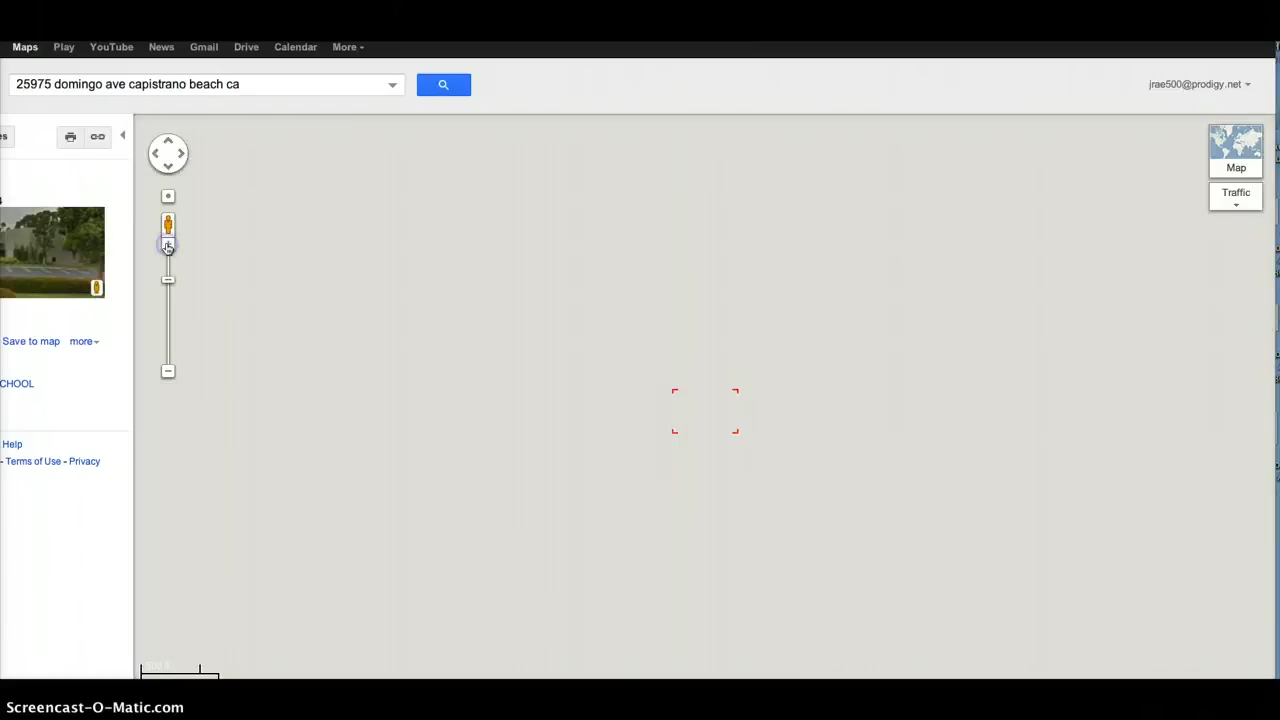 Maps Play YouTube News Gmail Drive Calendar More
25975 domingo ave capistrano beach ca
jrae500@prodigy.net
Map
Traffic
Save to map more
CHOOL
Help
- Terms of Use - Privacy
Screencast-O-Matic.com